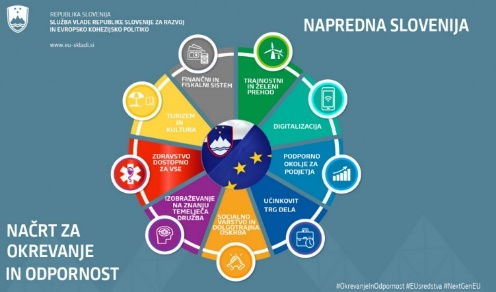 REPUBLIKA SLOVENIJA
SLUŽBA VLADE REPUBLIKE SLOVENIJE ZA RAZVOJ
IN EVROPSKO KOHEZIJSKO POLITIKO
www.eu-skladi.si
NAPREDNA SLOVENIJA
FINANČNI IN
FISKALNI SISTEM
TRAJNOSTNI
IN ZELENI
PREHOD
DIGITALIZACIJA
PODPORNO
OKOLJE ZA
PODJETJA
UČINKOVIT
TRG DELA
SOCIALNO
VARSTVO IN
DOLGOTRAJNA
OSKRBA
IZOBRAŽEVANJE
NA ZNANJU
TEMELJEČA
DRUŽBA
ZDRAVSTVO
DOSTOPNO
ZA VSE
TURIZEM
IN
KULTURA
NAČRT ZA
OKREVANJE
IN ODPORNOST
#OkrevanjeInOdpornost #EUsredstva #NextGenEU